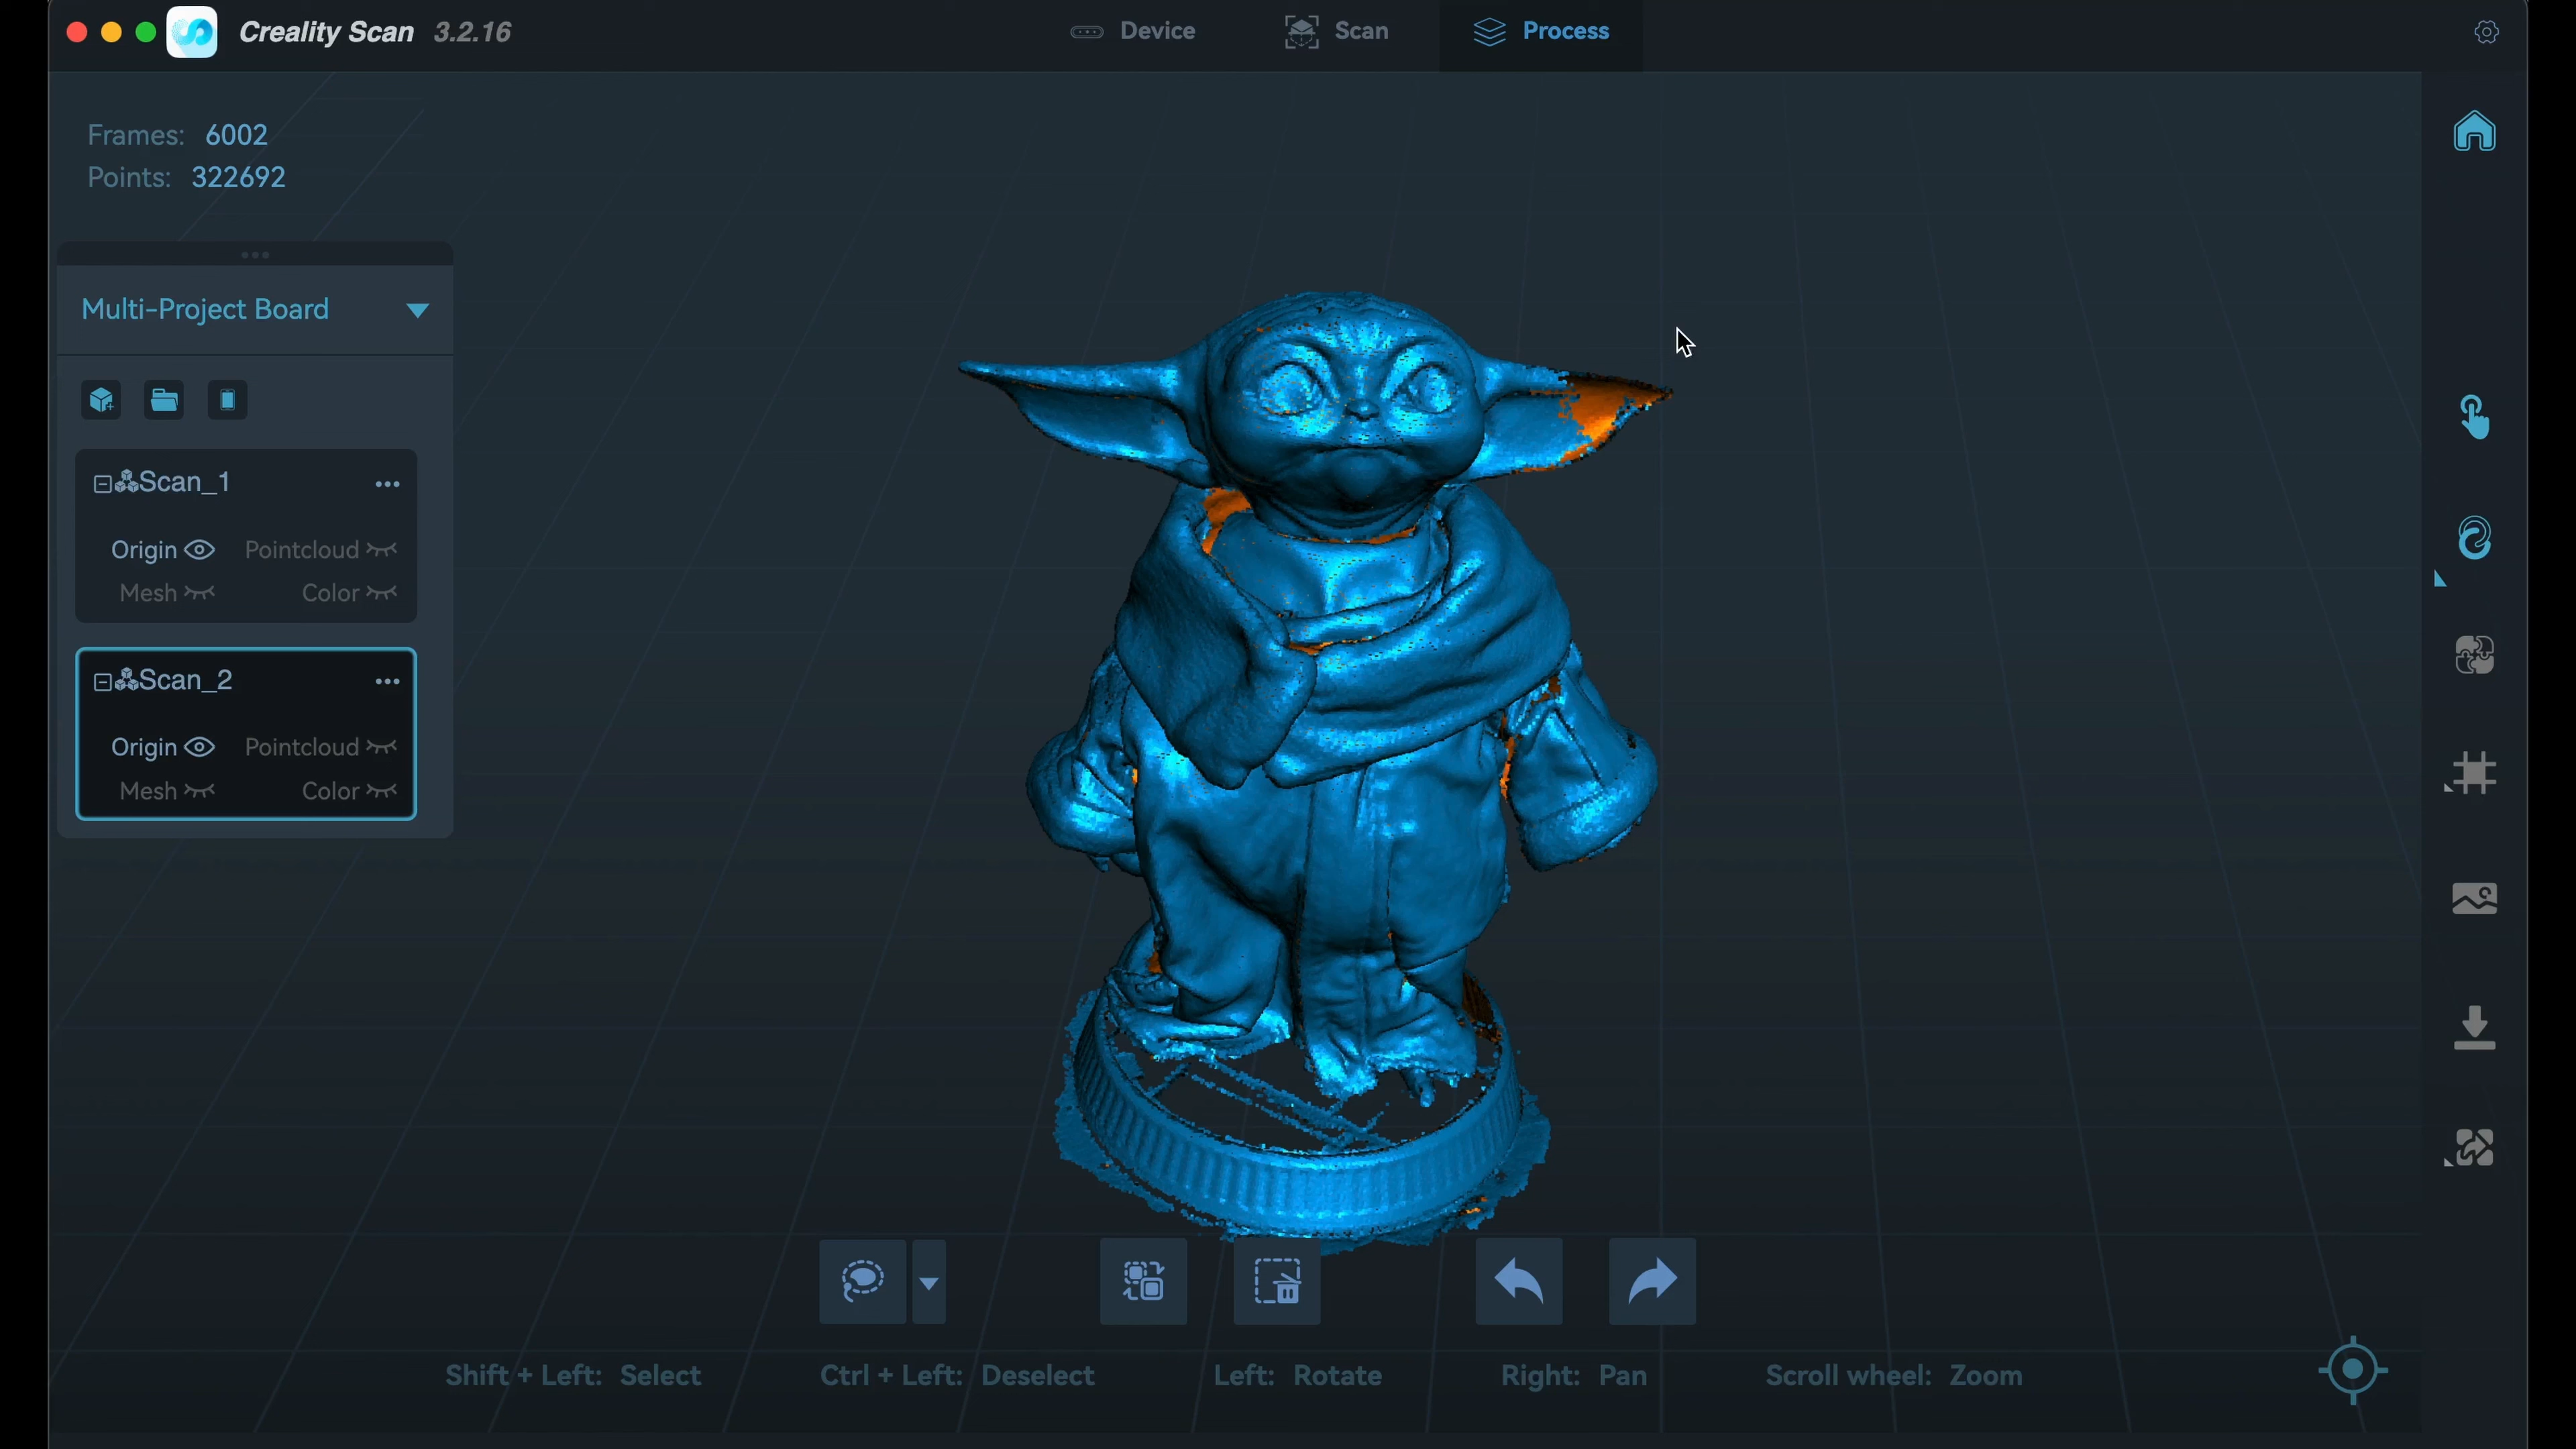 Creality Scan 3.2.16
Device
Scan
Process
Frames: 6002
Points: 322692
Multi-Project Board
Scan_1
Origin Pointcloud
Mesh Color
Scan_2
Origin Pointcloud
Mesh Color
Shift + Left: Select
Ctrl + Left: Deselect
Left: Rotate
Right: Pan
Scroll wheel: Zoom